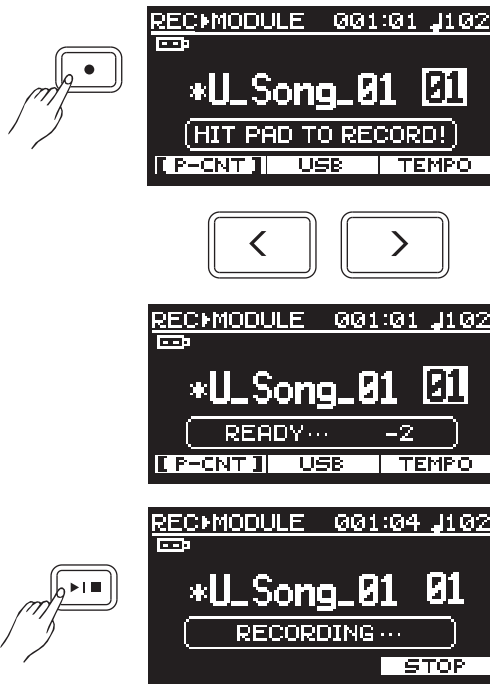 REC▸MODULE 001:01 ♩102
*U_Song_01 01
HIT PAD TO RECORD!
[ P-CNT ] USB TEMPO
< >
REC▸MODULE 001:01 ♩102
*U_Song_01 01
READY... -2
[ P-CNT ] USB TEMPO
REC▸MODULE 001:04 ♩102
*U_Song_01 01
RECORDING...
STOP